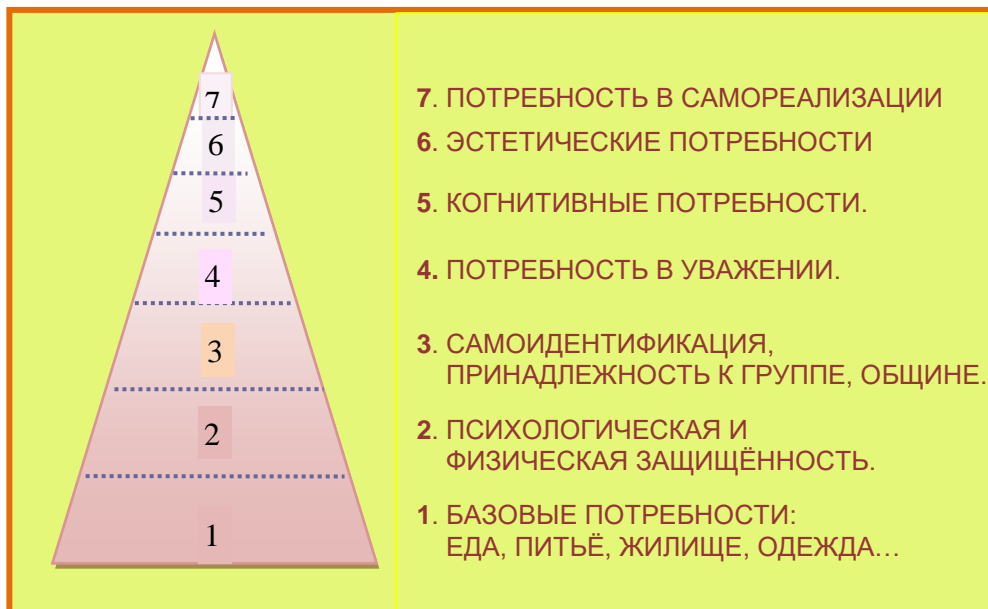 7
7. ПОТРЕБНОСТЬ В САМОРЕАЛИЗАЦИИ
6
6. ЭСТЕТИЧЕСКИЕ ПОТРЕБНОСТИ
5
5. КОГНИТИВНЫЕ ПОТРЕБНОСТИ.
4
4. ПОТРЕБНОСТЬ В УВАЖЕНИИ.
3
3. САМОИДЕНТИФИКАЦИЯ,
ПРИНАДЛЕЖНОСТЬ К ГРУППЕ, ОБЩИНЕ.
2
2. ПСИХОЛОГИЧЕСКАЯ И
ФИЗИЧЕСКАЯ ЗАЩИЩЁННОСТЬ.
1
1. БАЗОВЫЕ ПОТРЕБНОСТИ:
ЕДА, ПИТЬЁ, ЖИЛИЩЕ, ОДЕЖДА…